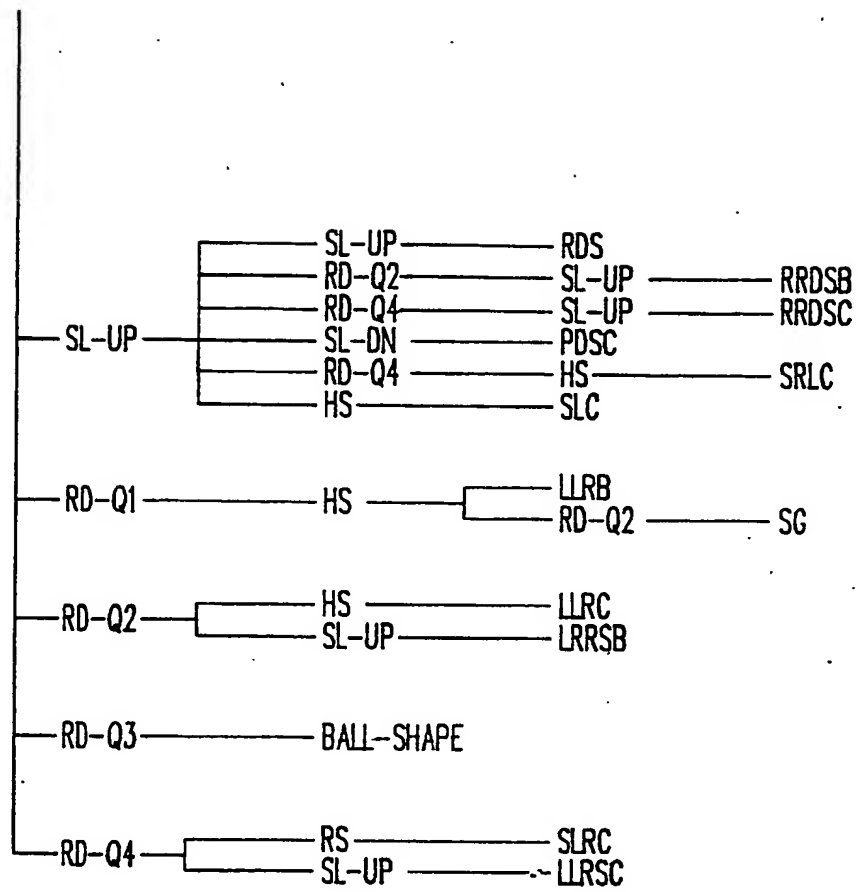 SL-UP RDS
RD-Q2 SL-UP RRDSB
RD-Q4 SL-UP RRDSC
SL-UP SL-DN PDSC
RD-Q4 HS SRLC
HS SLC
LLRB
RD-Q1 HS
RD-Q2 SG
HS LLRC
RD-Q2
SL-UP LRRSB
RD-Q3 BALL-SHAPE
RS SLRC
RD-Q4
SL-UP LLRSC